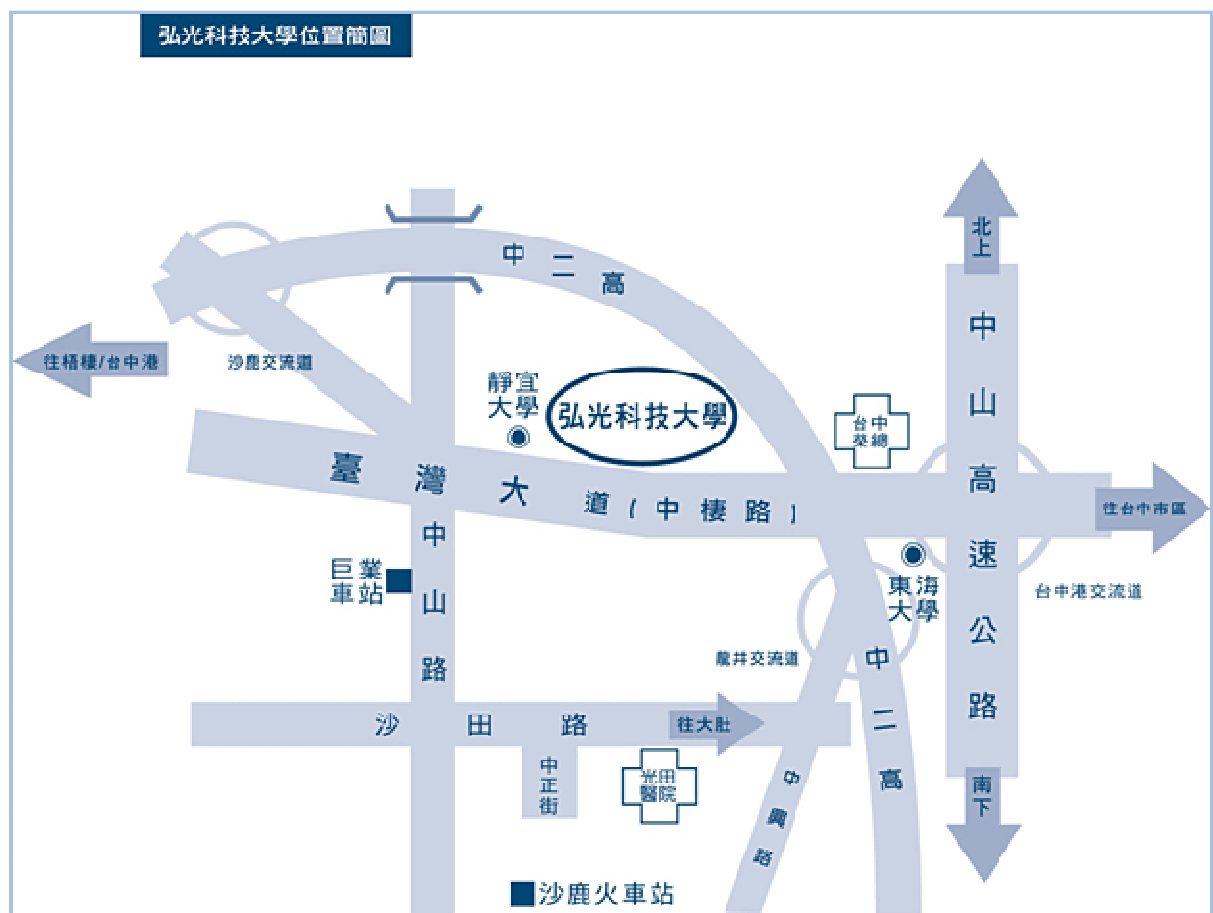 弘光科技大學位置簡圖
北上
中二高
中山高速公路
往梧棲/台中港
沙鹿交流道
靜宜
大學
弘光科技大學
台中
榮總
臺灣大道(中棲路)
往台中市區
中山路
巨業
車站
東海
大學
台中港交流道
龍井交流道
中二高
沙田路
往大肚
中正街
光田
醫院
中興路
南下
沙鹿火車站